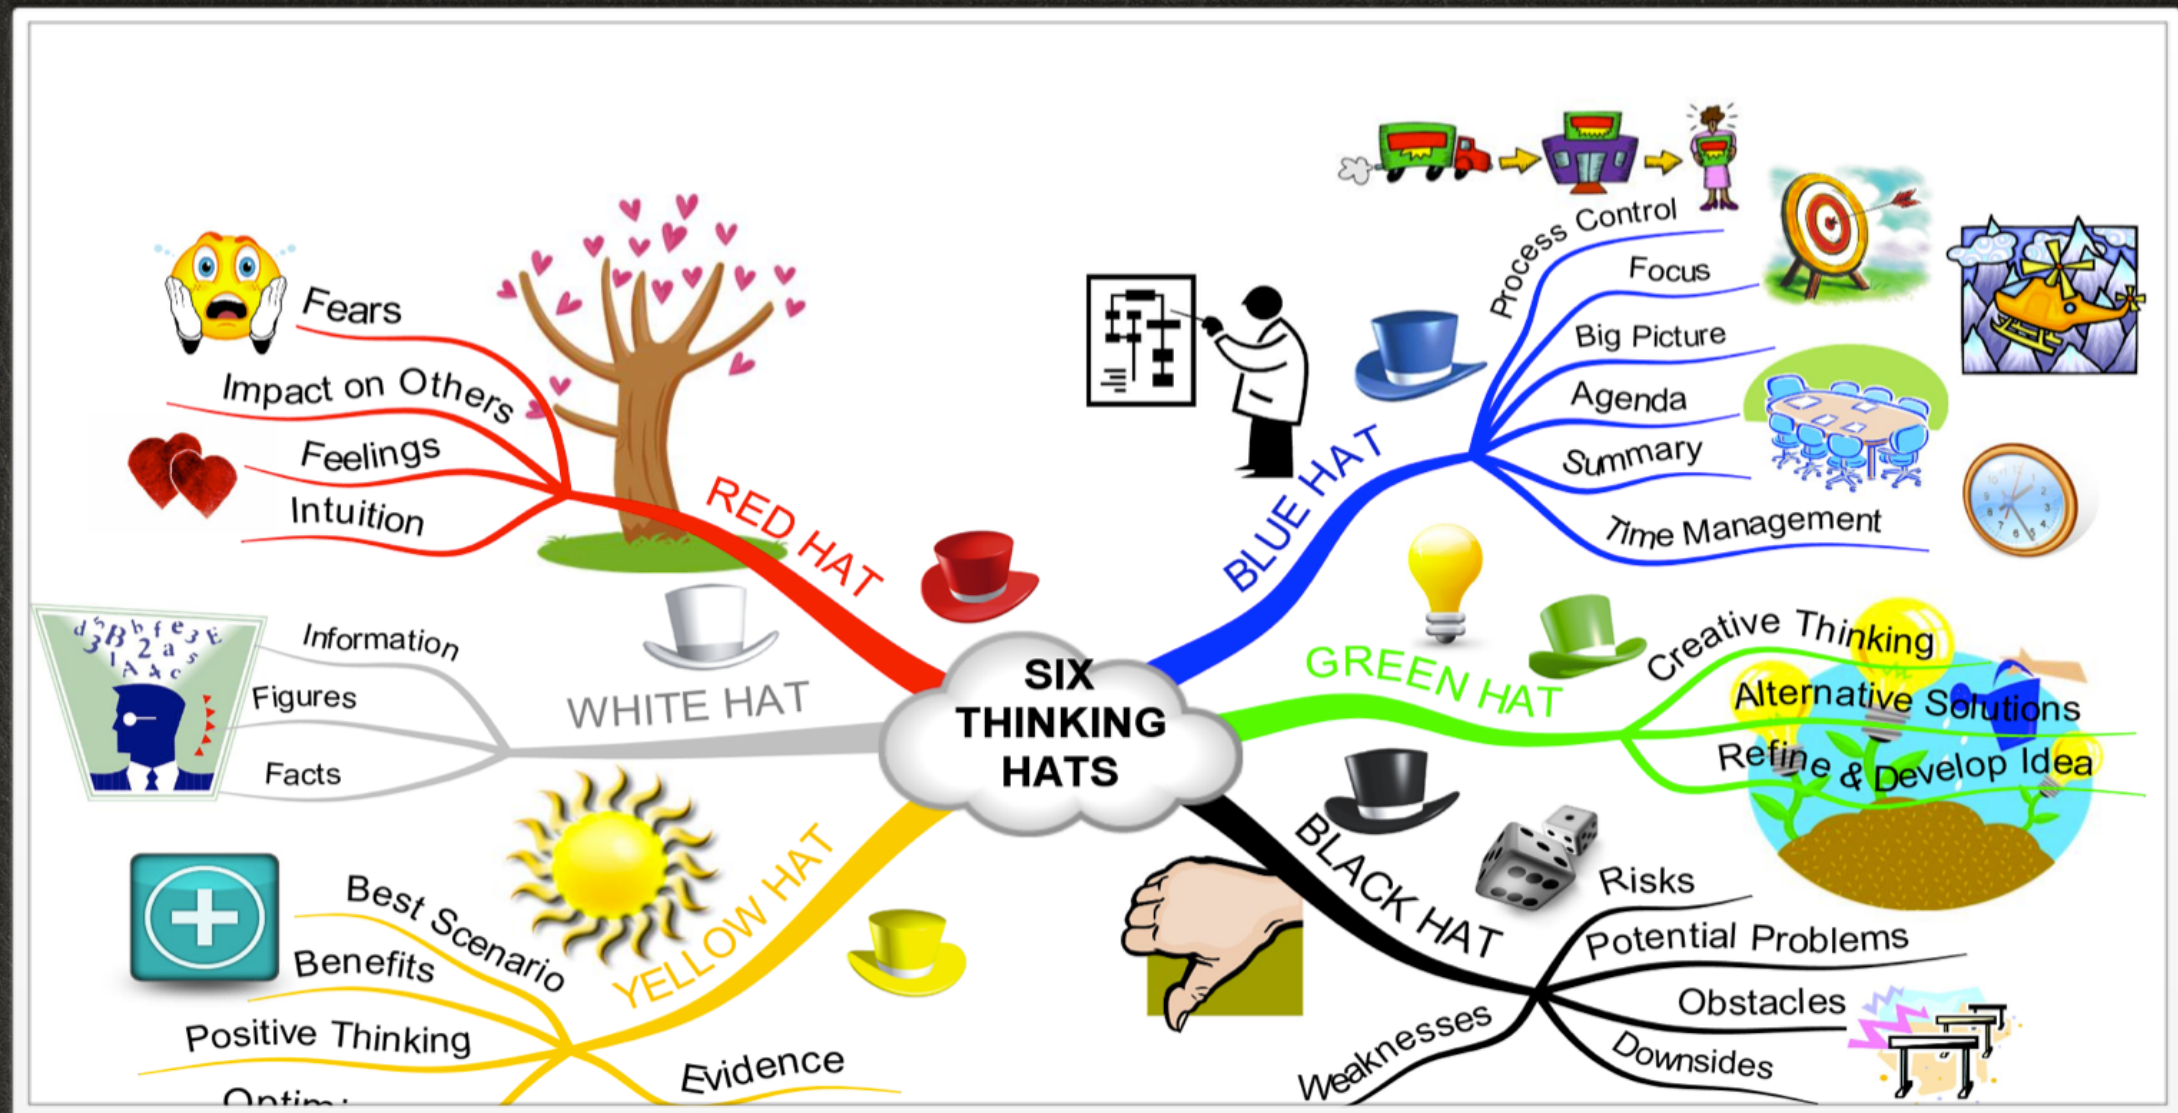 SIX
THINKING
HATS
RED HAT
Fears
Impact on Others
Feelings
Intuition
WHITE HAT
Information
Figures
Facts
YELLOW HAT
Best Scenario
Benefits
Positive Thinking
Evidence
BLUE HAT
Process Control
Focus
Big Picture
Agenda
Summary
Time Management
GREEN HAT
Creative Thinking
Alternative Solutions
Refine & Develop Idea
BLACK HAT
Risks
Potential Problems
Obstacles
Downsides
Weaknesses